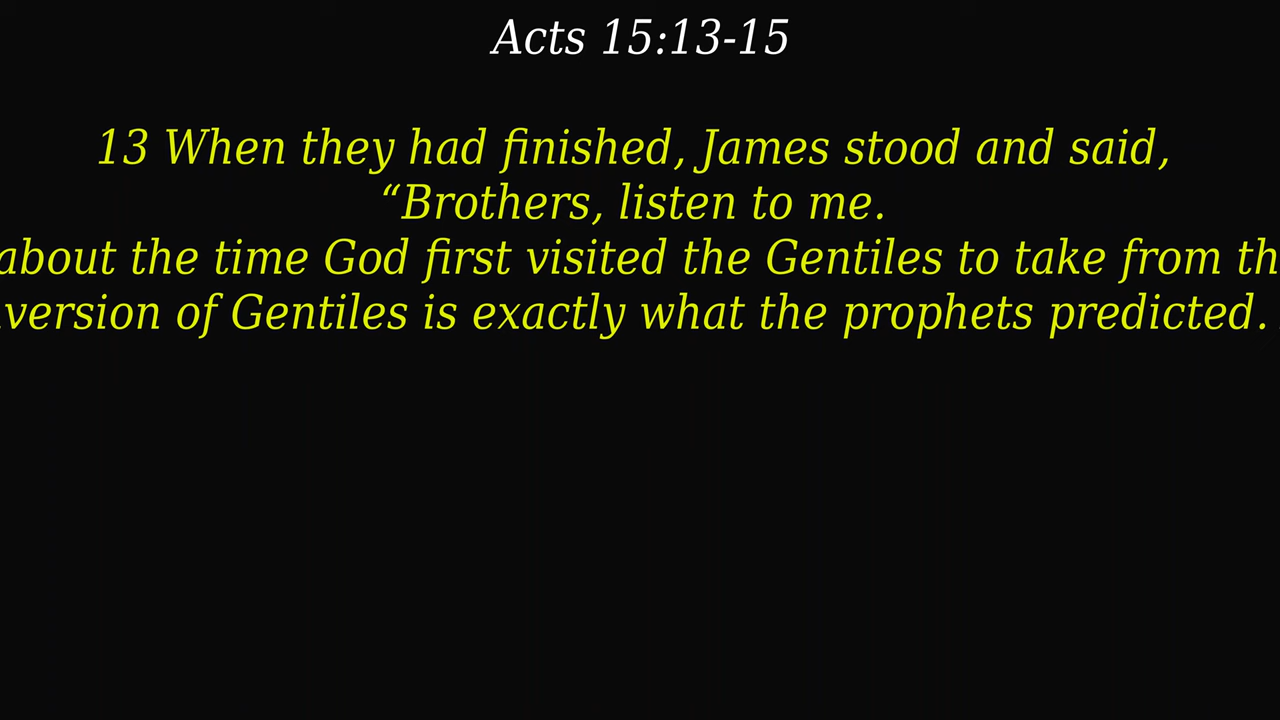 Acts 15:13-15
13 When they had finished, James stood and said,
“Brothers, listen to me.
about the time God first visited the Gentiles to take from th
version of Gentiles is exactly what the prophets predicted.